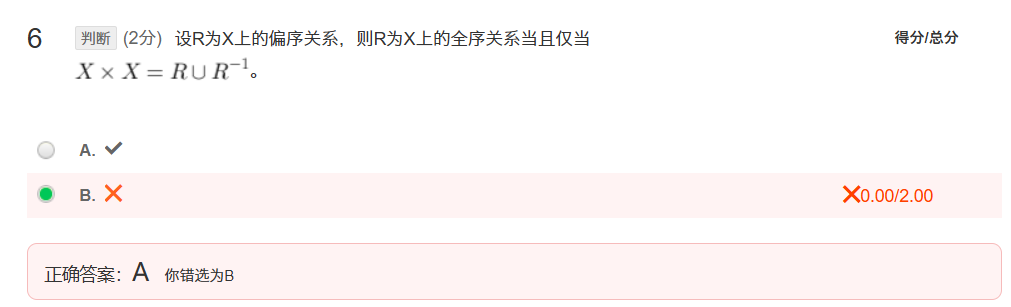 6 判断 (2分) 设R为X上的偏序关系，则R为X上的全序关系当且仅当 得分/总分
X × X = R ∪ R⁻¹。
A. ✓
B. ✕ ✕0.00/2.00
正确答案：A 你错选为B